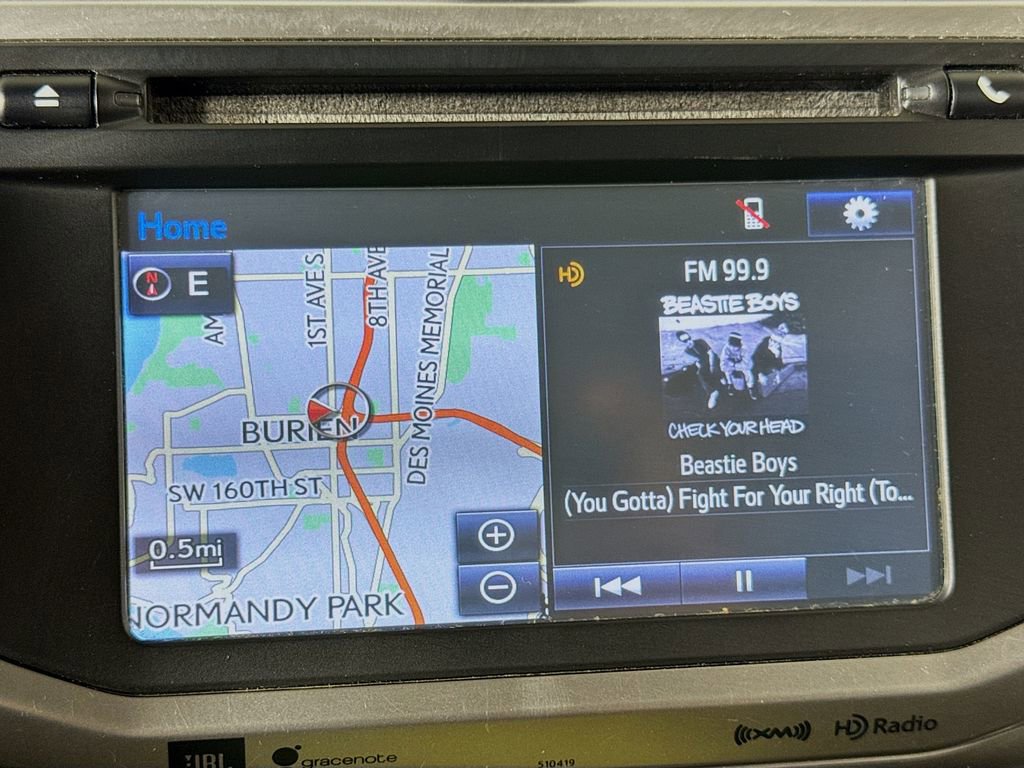 Home
N
E
AM
1ST AVE S
8TH AVE
DES MOINES MEMORIAL
BURIEN
SW 160TH ST
0.5mi
NORMANDY PARK
HD
FM 99.9
BEASTIE BOYS
CHECK YOUR HEAD
Beastie Boys
(You Gotta) Fight For Your Right (To...
JBL
gracenote
510419
((XM))
HD Radio